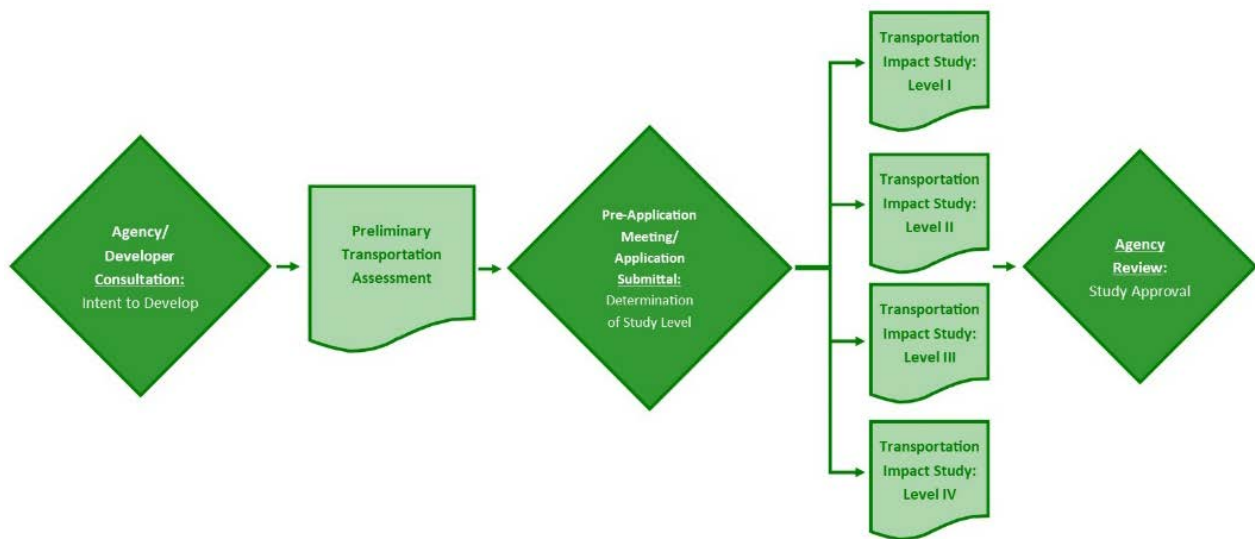 Agency/
Developer
Consultation:
Intent to Develop
Preliminary
Transportation
Assessment
Pre-Application
Meeting/
Application
Submittal:
Determination
of Study Level
Transportation
Impact Study:
Level I
Transportation
Impact Study:
Level II
Transportation
Impact Study:
Level III
Transportation
Impact Study:
Level IV
Agency
Review:
Study Approval